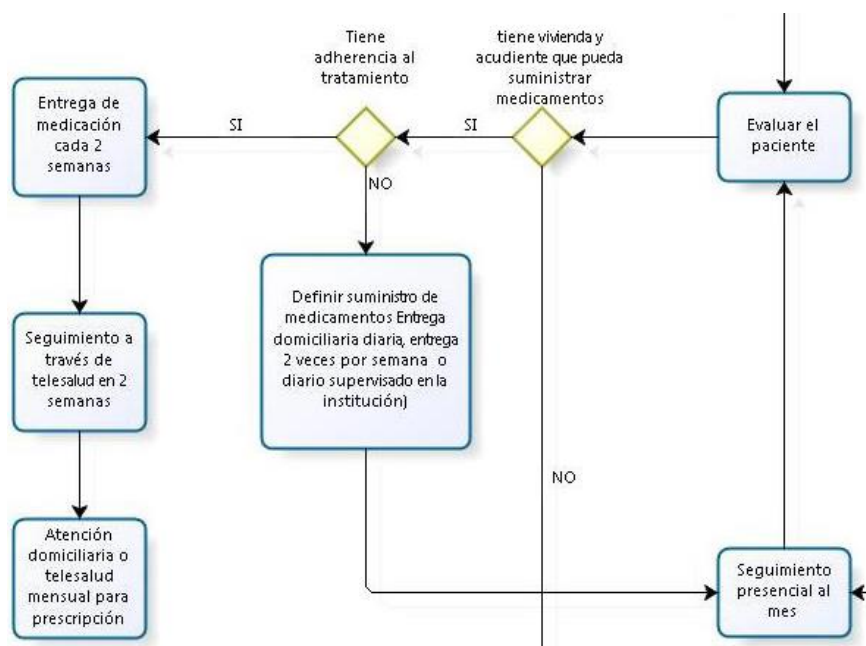 Tiene
adherencia al
tratamiento
tiene vivienda y
acudiente que pueda
suministrar
medicamentos
Entrega de
medicación
cada 2
semanas
SI
SI
Evaluar el
paciente
NO
Definir suministro de
medicamentos Entrega
domiciliaria diaria, entrega
2 veces por semana o
diario supervisado en la
institución)
Seguimiento a
través de
telesalud en 2
semanas
NO
Atención
domiciliaria o
telesalud
mensual para
prescripción
Seguimiento
presencial al
mes